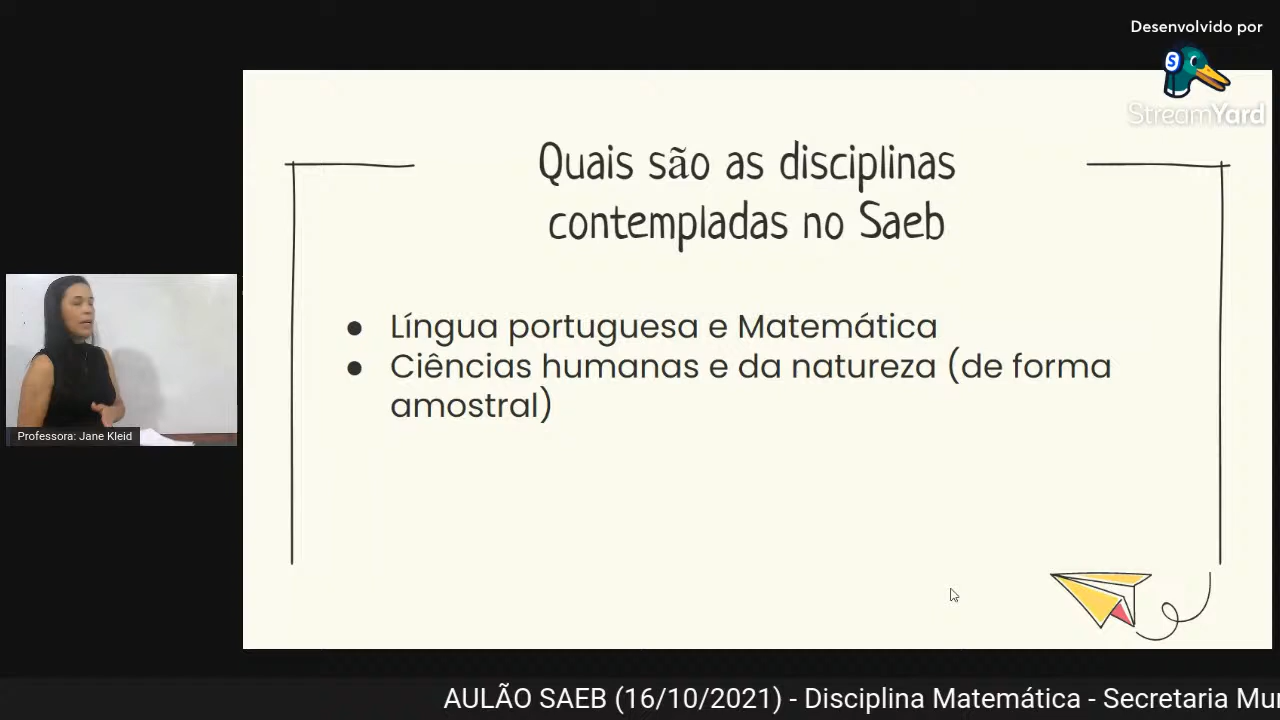 Desenvolvido por
S
StreamYard
Quais são as disciplinas
contempladas no Saeb
● Língua portuguesa e Matemática
● Ciências humanas e da natureza (de forma
amostral)
Professora: Jane Kleid
AULÃO SAEB (16/10/2021) - Disciplina Matemática - Secretaria Mu